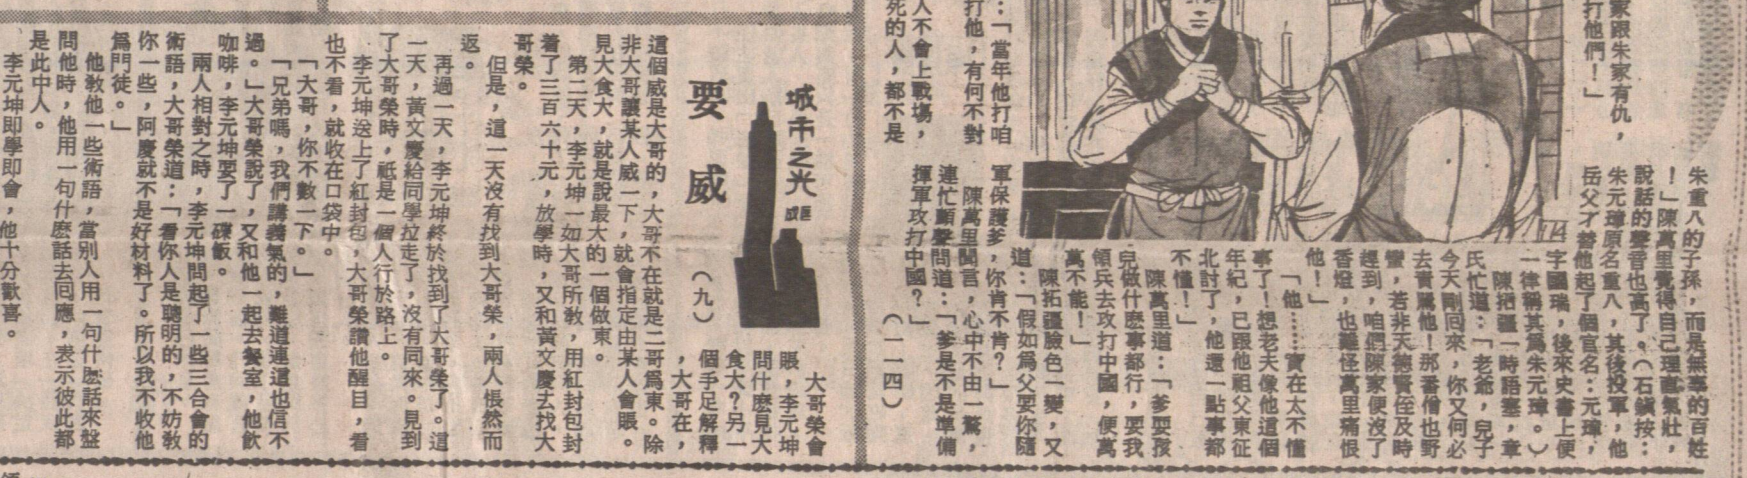 家跟朱家有仇，
打他們！」
：「當年他打咱
打他，有何不對
人不會上戰場，
死的人，都不是
朱重八的子孫，而是無辜的百姓
！」陳萬里覺得自己理直氣壯，
說話的聲音也高了。（石鎮按：
朱元璋原名重八，其後投軍，他
岳父才替他起了個官名：元璋，
字國瑞，後來史書上便
一律稱其爲朱元璋。）
陳拓疆一時語塞，章
氏忙道：「老爺，兒子
今天剛回來，你又何必
去責罵他！那番僧也野
蠻，若非天德賢侄及時
趕到，咱們陳家便沒了
香燈，也難怪萬里痛恨
他！」
「他……實在太不懂
事了！想老夫像他這個
年紀，已跟他祖父東征
北討了，他還一點事都
不懂！」
陳萬里道：「爹要孩
兒做什麽事都行，要我
領兵去攻打中國，便萬
萬不能！」
陳拓疆臉色一變，又
道：「假如爲父要你隨
軍保護爹，你肯不肯？」
陳萬里聞言，心中不由一驚，
連忙顫聲問道：「爹是不是準備
揮軍攻打中國？」
（一一四）
城市之光
要威
（九）
大哥榮會
賬，李元坤
問什麽見大
食大？另一
個手足解釋
，大哥在，
這個威是大哥的，大哥不在就是二哥爲東。除
非大哥讓某人威一下，就會指定由某人會賬。
見大食大，就是說最大的一個做東。
第二天，李元坤一如大哥所敎，用紅封包封
着了三百六十元，放學時，又和黃文慶去找大
哥榮。
但是，這一天沒有找到大哥榮，兩人悵然而
返。
再過一天，李元坤終於找到了大哥榮了。這
一天，黃文慶給同學拉走了，沒有同來。見到
了大哥榮時，祇是一個人行於路上。
李元坤送上了紅封包，大哥榮讚他醒目，看
也不看，就收在口袋中。
「大哥，你不數一下。」
「兄弟嗎，我們講義氣的，難道連這也信不
過。」大哥榮說了，又和他一起去餐室，他飲
咖啡，李元坤要了一碟飯。
兩人相對之時，李元坤問起了一些三合會的
術語，大哥榮道：「看你人是聰明的，不妨敎
你一些，阿慶就不是好材料了。所以我不收他
爲門徒。」
他敎他一些術語，當別人用一句什麽話來盤
問他時，他用一句什麽話去回應，表示彼此都
是此中人。
李元坤即學即會，他十分歡喜。